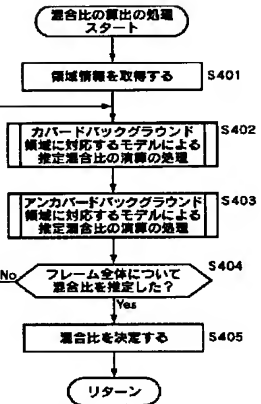 混合比の算出の処理
スタート
領域情報を取得する
S401
カバードバックグラウンド
領域に対応するモデルによる
推定混合比の演算の処理
S402
アンカバードバックグラウンド
領域に対応するモデルによる
推定混合比の演算の処理
S403
フレーム全体について
混合比を推定した？
S404
No
Yes
混合比を決定する
S405
リターン